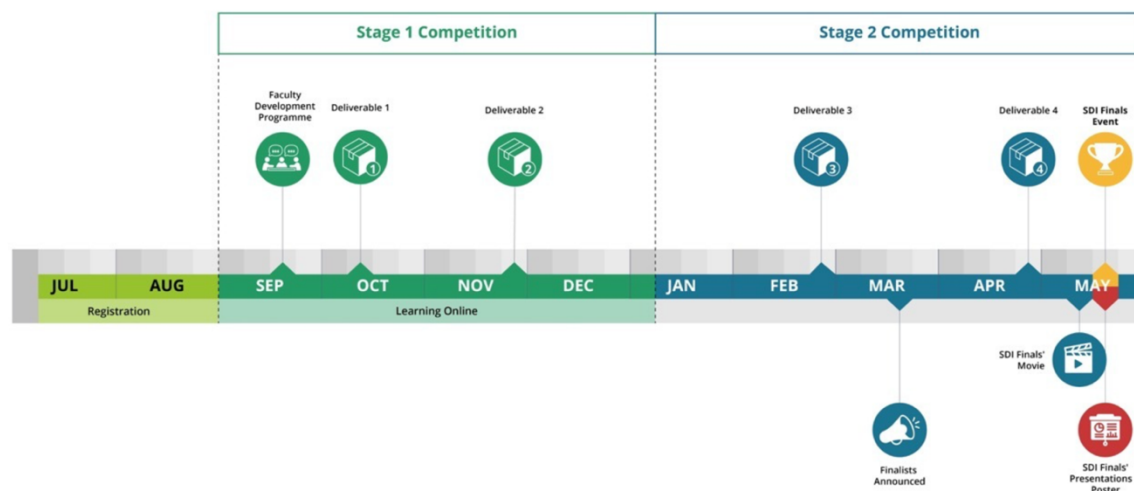 Stage 1 Competition
Stage 2 Competition
Faculty
Development
Programme
Deliverable 1
Deliverable 2
Deliverable 3
Deliverable 4
SDI Finals
Event
1
2
3
4
JUL
AUG
SEP
OCT
NOV
DEC
JAN
FEB
MAR
APR
MAY
Registration
Learning Online
SDI Finals'
Movie
Finalists
Announced
SDI Finals'
Presentations
Poster